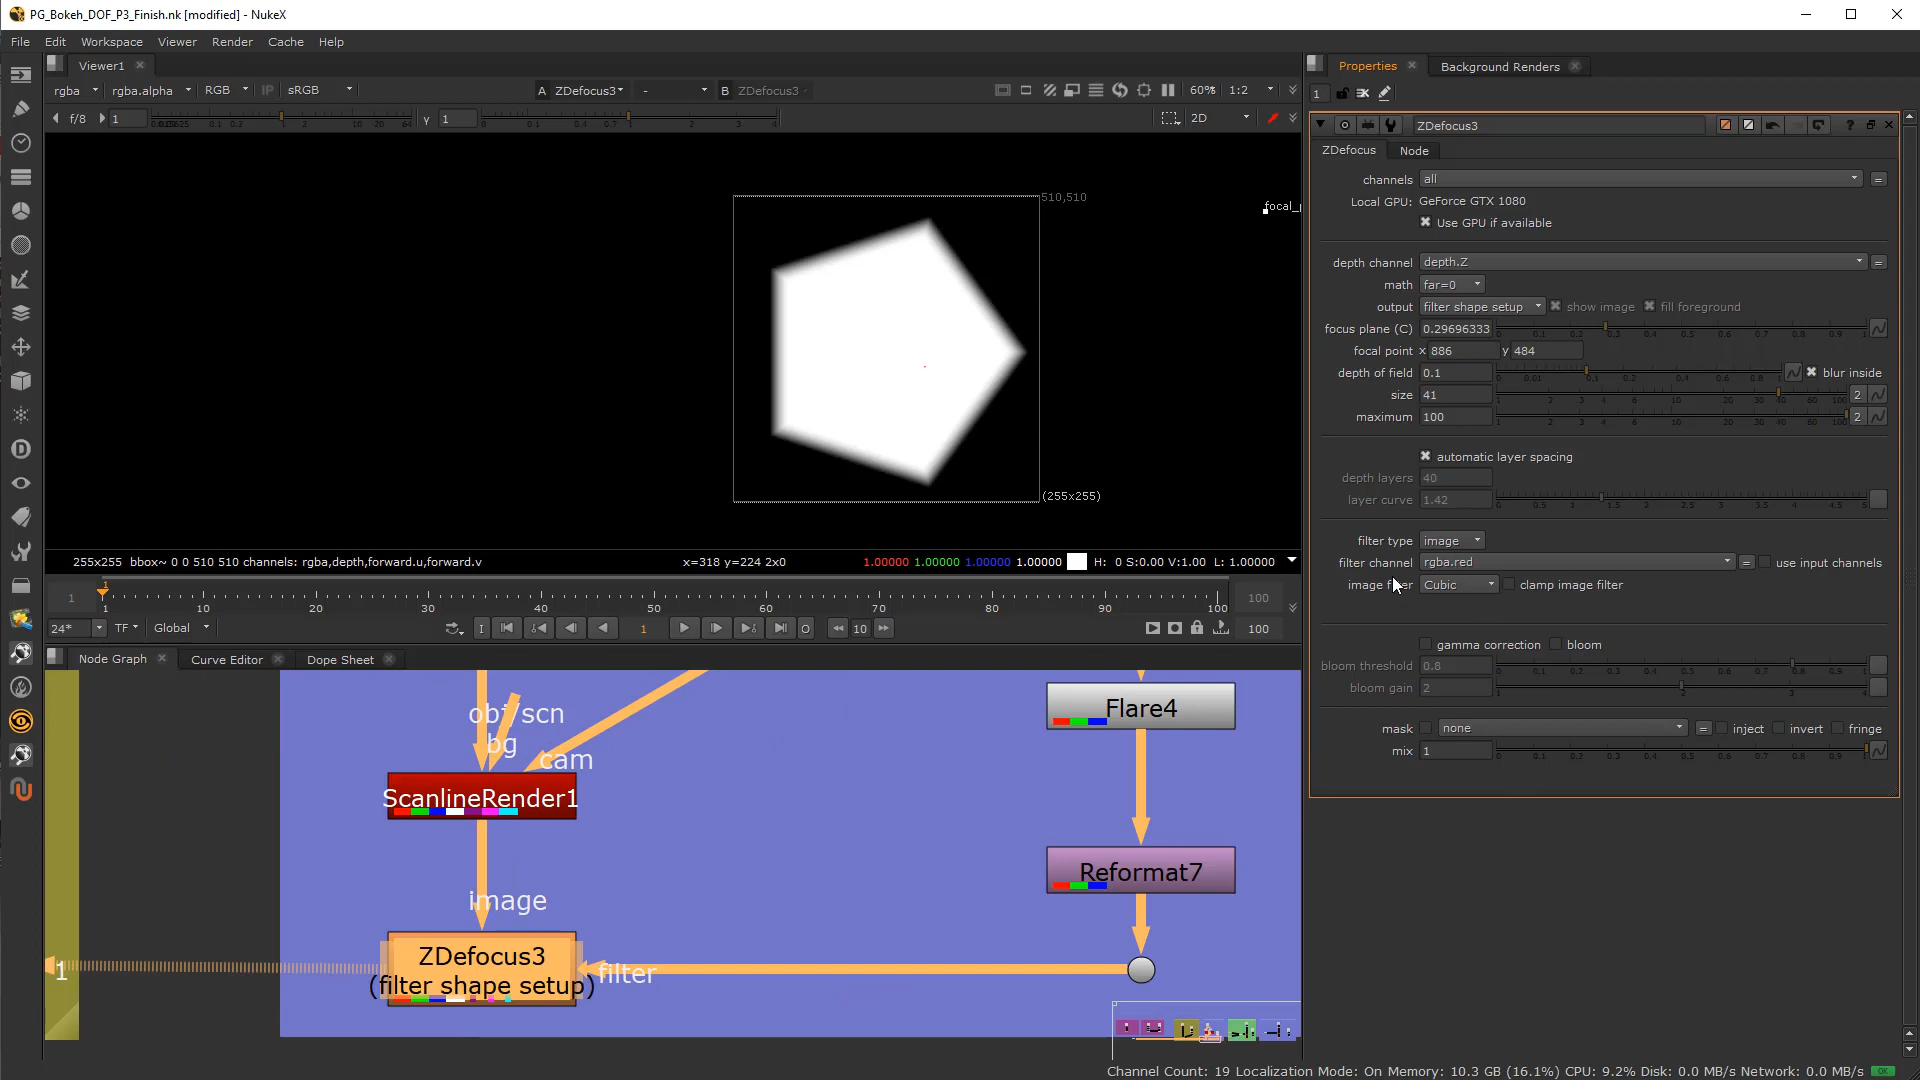 PG_Bokeh_DOF_P3_Finish.nk [modified] - NukeX
File Edit Workspace Viewer Render Cache Help
Viewer1
rgba rgba.alpha RGB IP sRGB A ZDefocus3 - B ZDefocus3 60% 1:2
f/8 1 y 1 2D
510,510
focal_
(255x255)
255x255 bbox~ 0 0 510 510 channels: rgba,depth,forward.u,forward.v x=318 y=224 2x0 1.00000 1.00000 1.00000 1.00000 H: 0 S:0.00 V:1.00 L: 1.00000
1 1 10 20 30 40 50 60 70 80 90 100 100
24* TF Global I 1 O 10 100
Node Graph Curve Editor Dope Sheet
obj/scn
bg
cam
ScanlineRender1
image
ZDefocus3
(filter shape setup)
filter
1
Flare4
Reformat7
Properties Background Renders
1
ZDefocus3
ZDefocus Node
channels all
Local GPU: GeForce GTX 1080
Use GPU if available
depth channel depth.Z
math far=0
output filter shape setup show image fill foreground
focus plane (C) 0.29696333
focal point x 886 y 484
depth of field 0.1 blur inside
size 41 2
maximum 100 2
automatic layer spacing
depth layers 40
layer curve 1.42
filter type image
filter channel rgba.red use input channels
image filter Cubic clamp image filter
gamma correction bloom
bloom threshold 0.8
bloom gain 2
mask none inject invert fringe
mix 1
Channel Count: 19 Localization Mode: On Memory: 10.3 GB (16.1%) CPU: 9.2% Disk: 0.0 MB/s Network: 0.0 MB/s